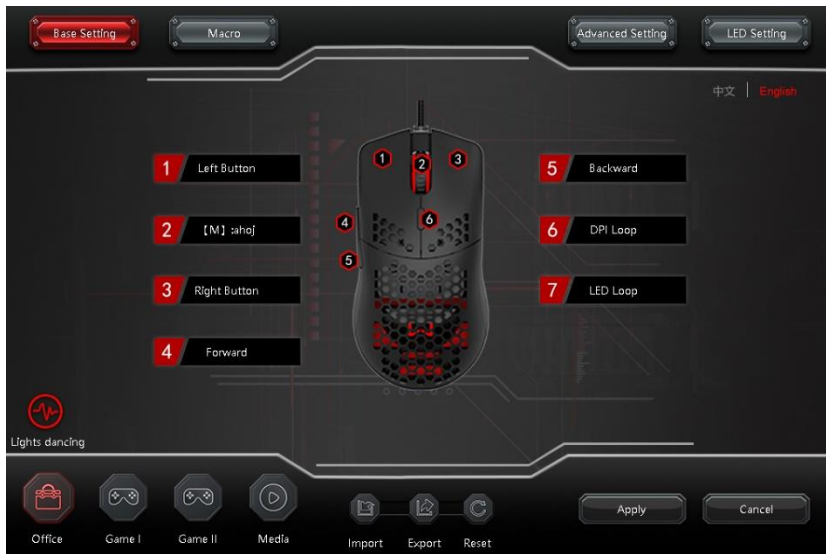 Base Setting
Macro
Advanced Setting
LED Setting
中文 | English
1 Left Button
2 【M】:ahoj
3 Right Button
4 Forward
1
2
3
4
5
6
5 Backward
6 DPI Loop
7 LED Loop
Lights dancing
Office
Game I
Game II
Media
Import
Export
Reset
Apply
Cancel